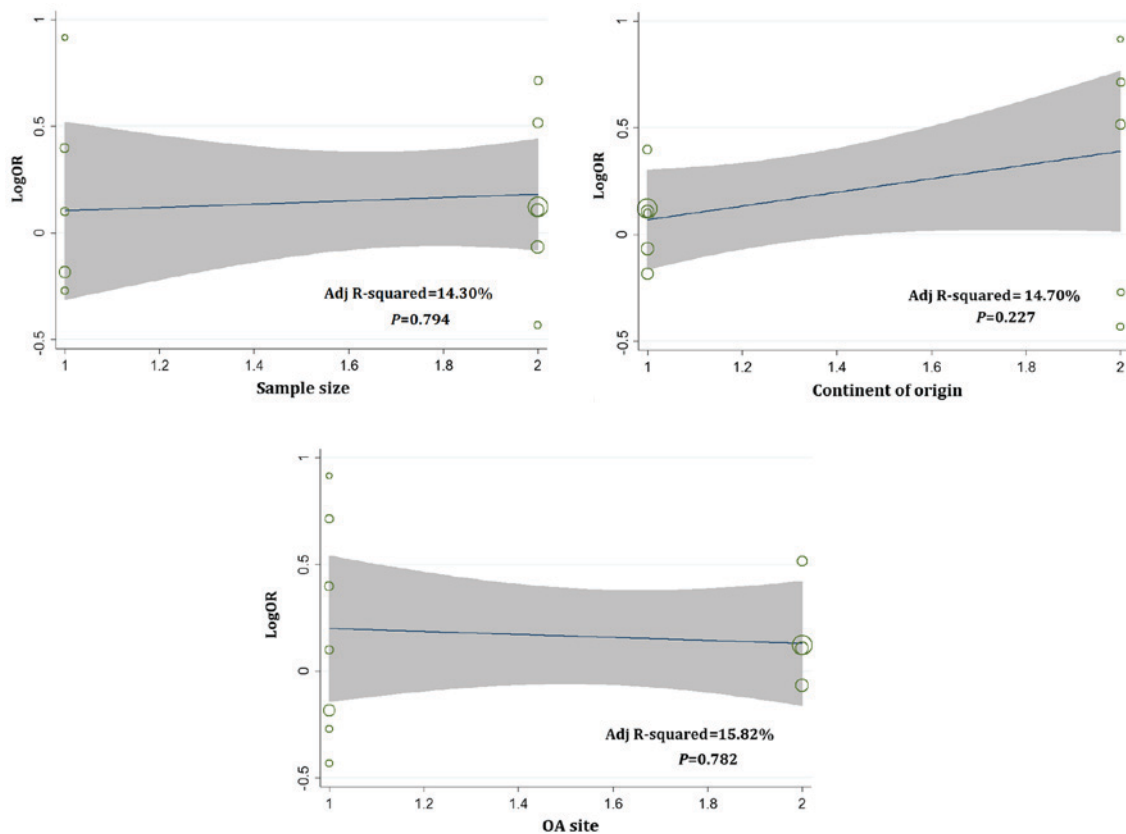 1
0.5
0
-0.5
LogOR
Adj R-squared=14.30%
P=0.794
1 1.2 1.4 1.6 1.8 2
Sample size
1
0.5
0
-0.5
LogOR
Adj R-squared= 14.70%
P=0.227
1 1.2 1.4 1.6 1.8 2
Continent of origin
1
0.5
0
-0.5
LogOR
Adj R-squared=15.82%
P=0.782
1 1.2 1.4 1.6 1.8 2
OA site